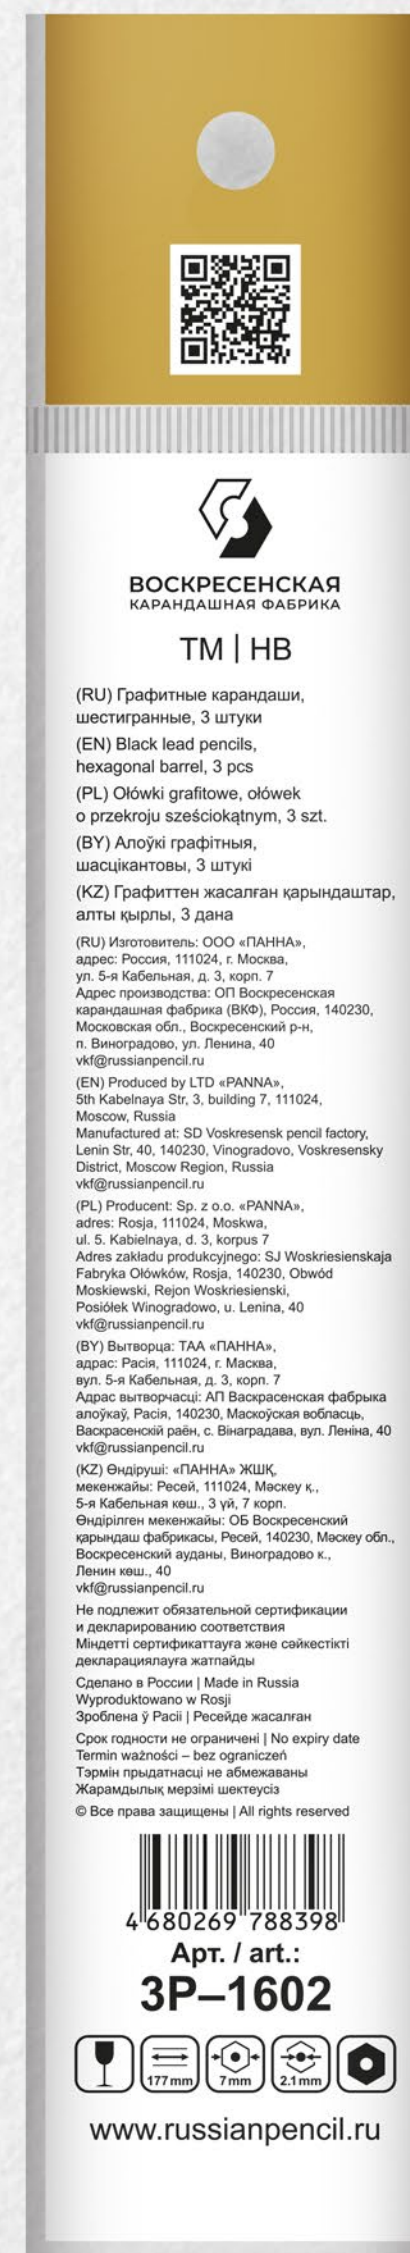 ВОСКРЕСЕНСКАЯ
КАРАНДАШНАЯ ФАБРИКА
ТМ | НВ
(RU) Графитные карандаши,
шестигранные, 3 штуки
(EN) Black lead pencils,
hexagonal barrel, 3 pcs
(PL) Ołówki grafitowe, ołówek
o przekroju sześciokątnym, 3 szt.
(BY) Алоўкі графітныя,
шасцікантовы, 3 штукі
(KZ) Графиттен жасалған қарындаштар,
алты қырлы, 3 дана
(RU) Изготовитель: ООО «ПАННА»,
адрес: Россия, 111024, г. Москва,
ул. 5-я Кабельная, д. 3, корп. 7
Адрес производства: ОП Воскресенская
карандашная фабрика (ВКФ), Россия, 140230,
Московская обл., Воскресенский р-н,
п. Виноградово, ул. Ленина, 40
vkf@russianpencil.ru
(EN) Produced by LTD «PANNA»,
5th Kabelnaya Str, 3, building 7, 111024,
Moscow, Russia
Manufactured at: SD Voskresensk pencil factory,
Lenin Str, 40, 140230, Vinogradovo, Voskresensky
District, Moscow Region, Russia
vkf@russianpencil.ru
(PL) Producent: Sp. z o.o. «PANNA»,
adres: Rosja, 111024, Moskwa,
ul. 5. Kabielnaya, d. 3, korpus 7
Adres zakładu produkcyjnego: SJ Woskriesienskaja
Fabryka Ołówków, Rosja, 140230, Obwód
Moskiewski, Rejon Woskriesienski,
Posiółek Winogradowo, u. Lenina, 40
vkf@russianpencil.ru
(BY) Вытворца: ТАА «ПАННА»,
адрас: Расія, 111024, г. Масква,
вул. 5-я Кабельная, д. 3, корп. 7
Адрас вытворчасці: АП Васкрасенская фабрыка
алоўкаў, Расія, 140230, Маскоўская вобласць,
Васкрасенскій раён, с. Вінаградава, вул. Леніна, 40
vkf@russianpencil.ru
(KZ) Өндіруші: «ПАННА» ЖШҚ,
мекенжайы: Ресей, 111024, Мәскеу қ.,
5-я Кабельная көш., 3 үй, 7 корп.
Өндірілген мекенжайы: ОБ Воскресенский
қарындаш фабрикасы, Ресей, 140230, Мәскеу обл.,
Воскресенский ауданы, Виноградово к.,
Ленин көш., 40
vkf@russianpencil.ru
Не подлежит обязательной сертификации
и декларированию соответствия
Міндетті сертификаттауға және сәйкестікті
декларациялауға жатпайды
Сделано в России | Made in Russia
Wyproduktowano w Rosji
Зроблена ў Расіі | Ресейде жасалған
Срок годности не ограничені | No expiry date
Termin ważności – bez ograniczeń
Тэрмін прыдатнасці не абмежаваны
Жарамдылық мерзімі шектеусіз
© Все права защищены | All rights reserved
4 680269 788398
Арт. / art.:
3P–1602
177 mm
7 mm
2.1 mm
www.russianpencil.ru